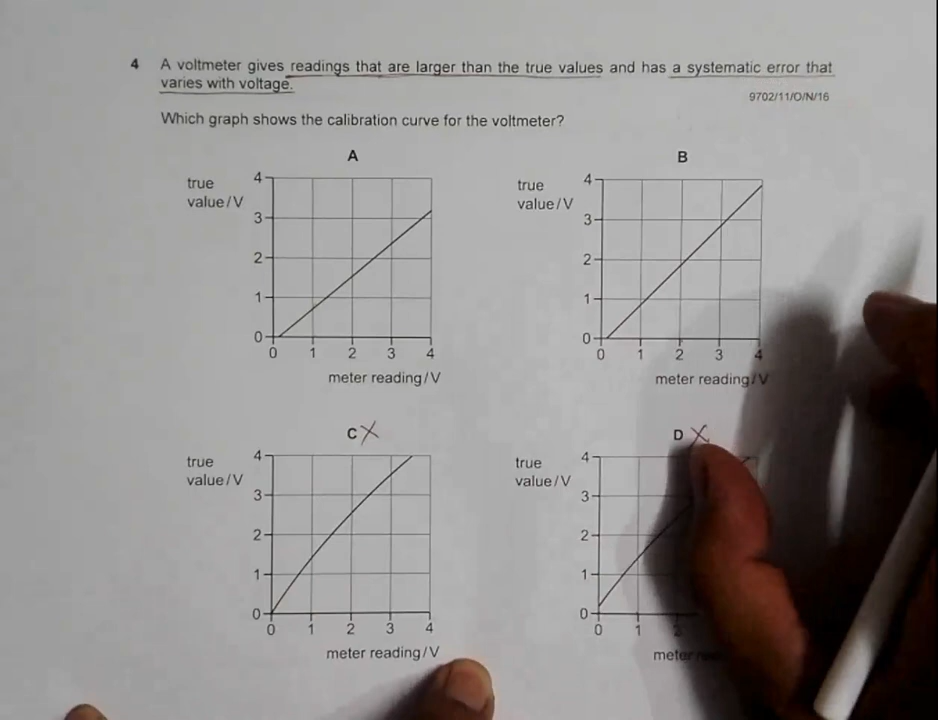 4 A voltmeter gives readings that are larger than the true values and has a systematic error that
varies with voltage.
9702/11/O/N/16
Which graph shows the calibration curve for the voltmeter?
A
true
value/V
4
3
2
1
0
0 1 2 3 4
meter reading/V
B
true
value/V
4
3
2
1
0
0 1 2 3 4
meter reading/V
C X
true
value/V
4
3
2
1
0
0 1 2 3 4
meter reading/V
D X
true
value/V
4
3
2
1
0
0 1 2
meter